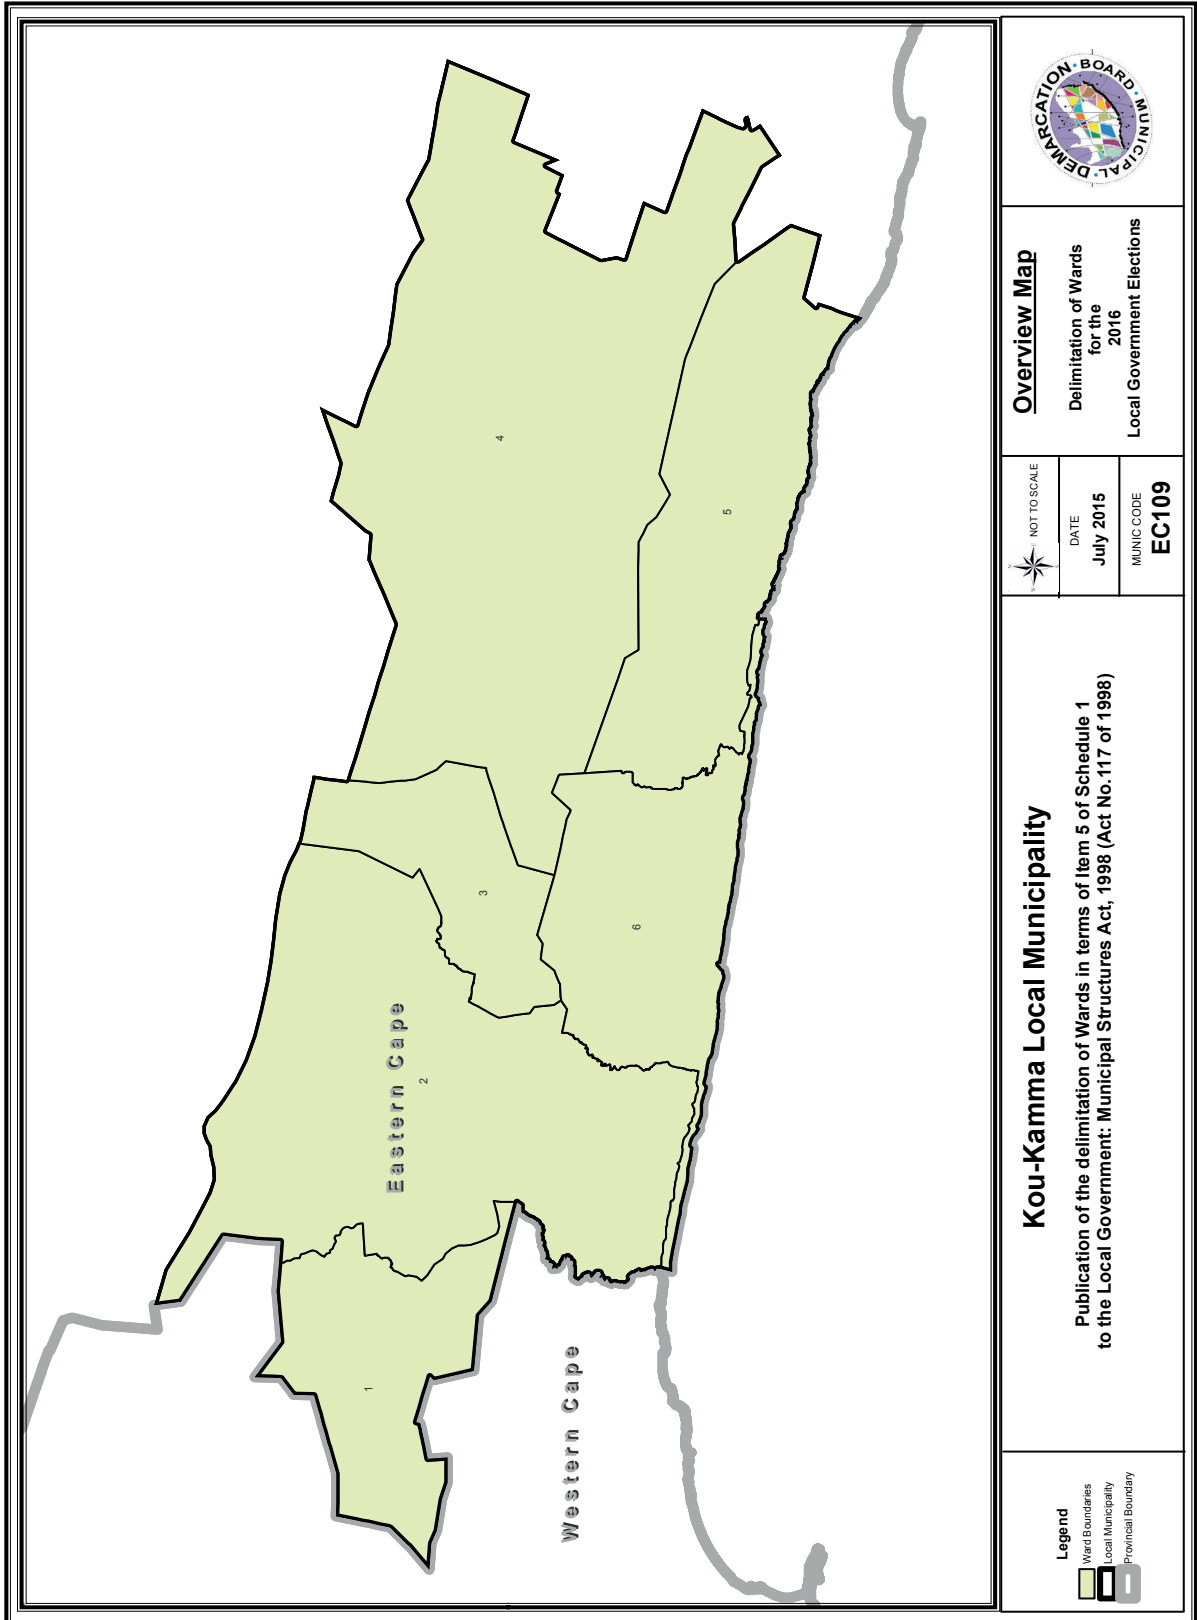 1
2
3
4
5
6
Eastern Cape
Western Cape
Legend
Ward Boundaries
Local Municipality
Provincial Boundary
Kou-Kamma Local Municipality
Publication of the delimitation of Wards in terms of Item 5 of Schedule 1
to the Local Government: Municipal Structures Act, 1998 (Act No.117 of 1998)
NOT TO SCALE
DATE
July 2015
MUNIC CODE
EC109
Overview Map
Delimitation of Wards
for the
2016
Local Government Elections
MUNICIPAL · DEMARCATION · BOARD ·